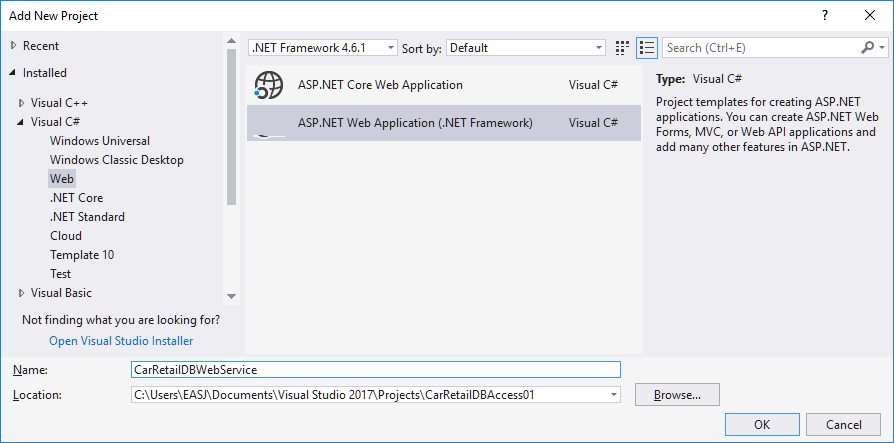 Add New Project
?
Recent
Installed
Visual C++
Visual C#
Windows Universal
Windows Classic Desktop
Web
.NET Core
.NET Standard
Cloud
Template 10
Test
Visual Basic
Not finding what you are looking for?
Open Visual Studio Installer
.NET Framework 4.6.1 Sort by: Default
Search (Ctrl+E)
ASP.NET Core Web Application Visual C#
ASP.NET Web Application (.NET Framework) Visual C#
Type: Visual C#
Project templates for creating ASP.NET
applications. You can create ASP.NET Web
Forms, MVC, or Web API applications and
add many other features in ASP.NET.
Name: CarRetailDBWebService
Location: C:\Users\EASJ\Documents\Visual Studio 2017\Projects\CarRetailDBAccess01
Browse...
OK Cancel